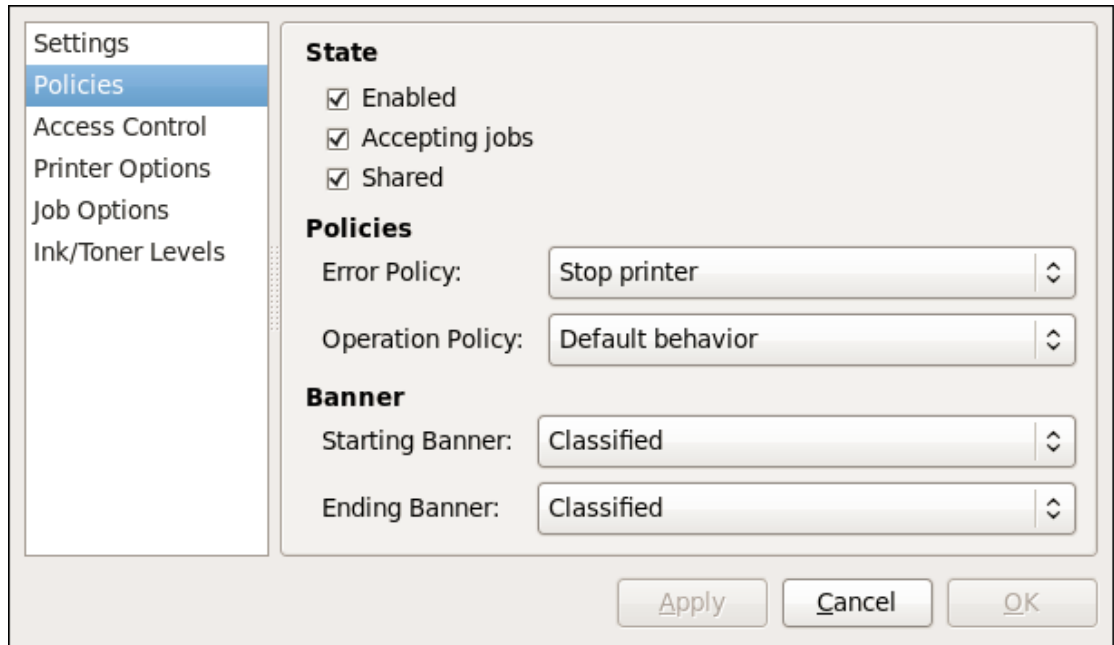 Settings
Policies
Access Control
Printer Options
Job Options
Ink/Toner Levels
State
Enabled
Accepting jobs
Shared
Policies
Error Policy: Stop printer
Operation Policy: Default behavior
Banner
Starting Banner: Classified
Ending Banner: Classified
Apply Cancel OK